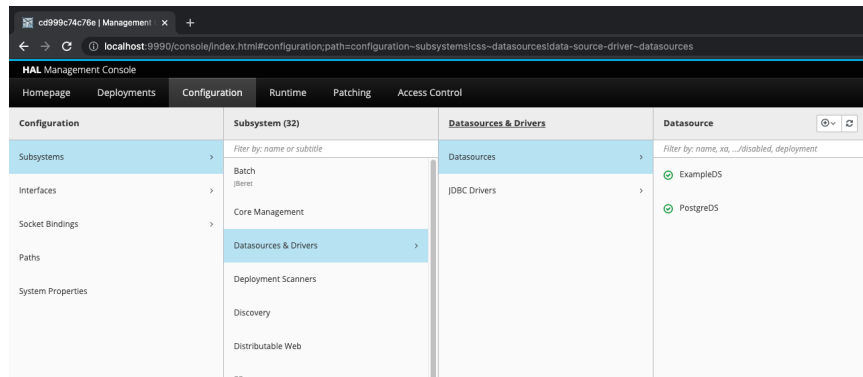 cd999c74c76e | Management
localhost:9990/console/index.html#configuration;path=configuration~subsystems!css~datasources!data-source-driver~datasources
HAL Management Console
Homepage Deployments Configuration Runtime Patching Access Control
Configuration
Subsystems
Interfaces
Socket Bindings
Paths
System Properties
Subsystem (32)
Filter by: name or subtitle
Batch
JBeret
Core Management
Datasources & Drivers
Deployment Scanners
Discovery
Distributable Web
Datasources & Drivers
Datasources
JDBC Drivers
Datasource
Filter by: name, xa, .../disabled, deployment
ExampleDS
PostgreDS